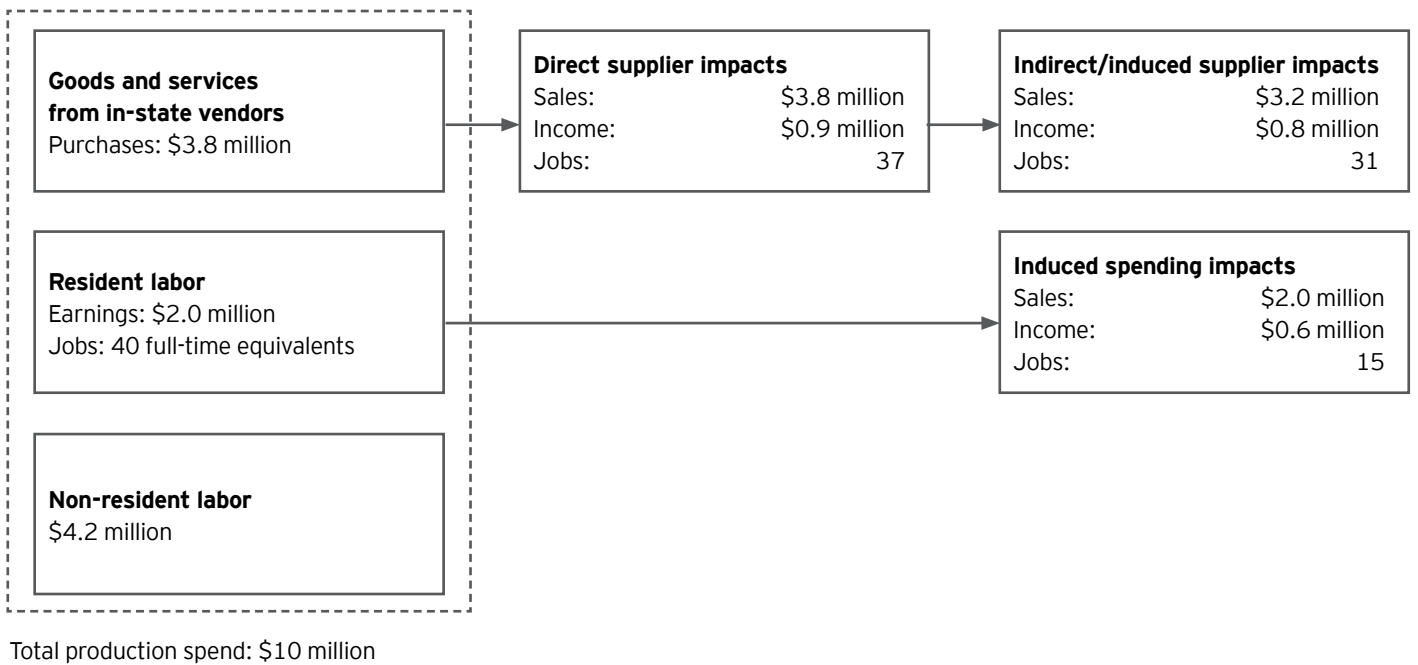 Goods and services
from in-state vendors
Purchases: $3.8 million
Direct supplier impacts
Sales: $3.8 million
Income: $0.9 million
Jobs: 37
Indirect/induced supplier impacts
Sales: $3.2 million
Income: $0.8 million
Jobs: 31
Resident labor
Earnings: $2.0 million
Jobs: 40 full-time equivalents
Induced spending impacts
Sales: $2.0 million
Income: $0.6 million
Jobs: 15
Non-resident labor
$4.2 million
Total production spend: $10 million